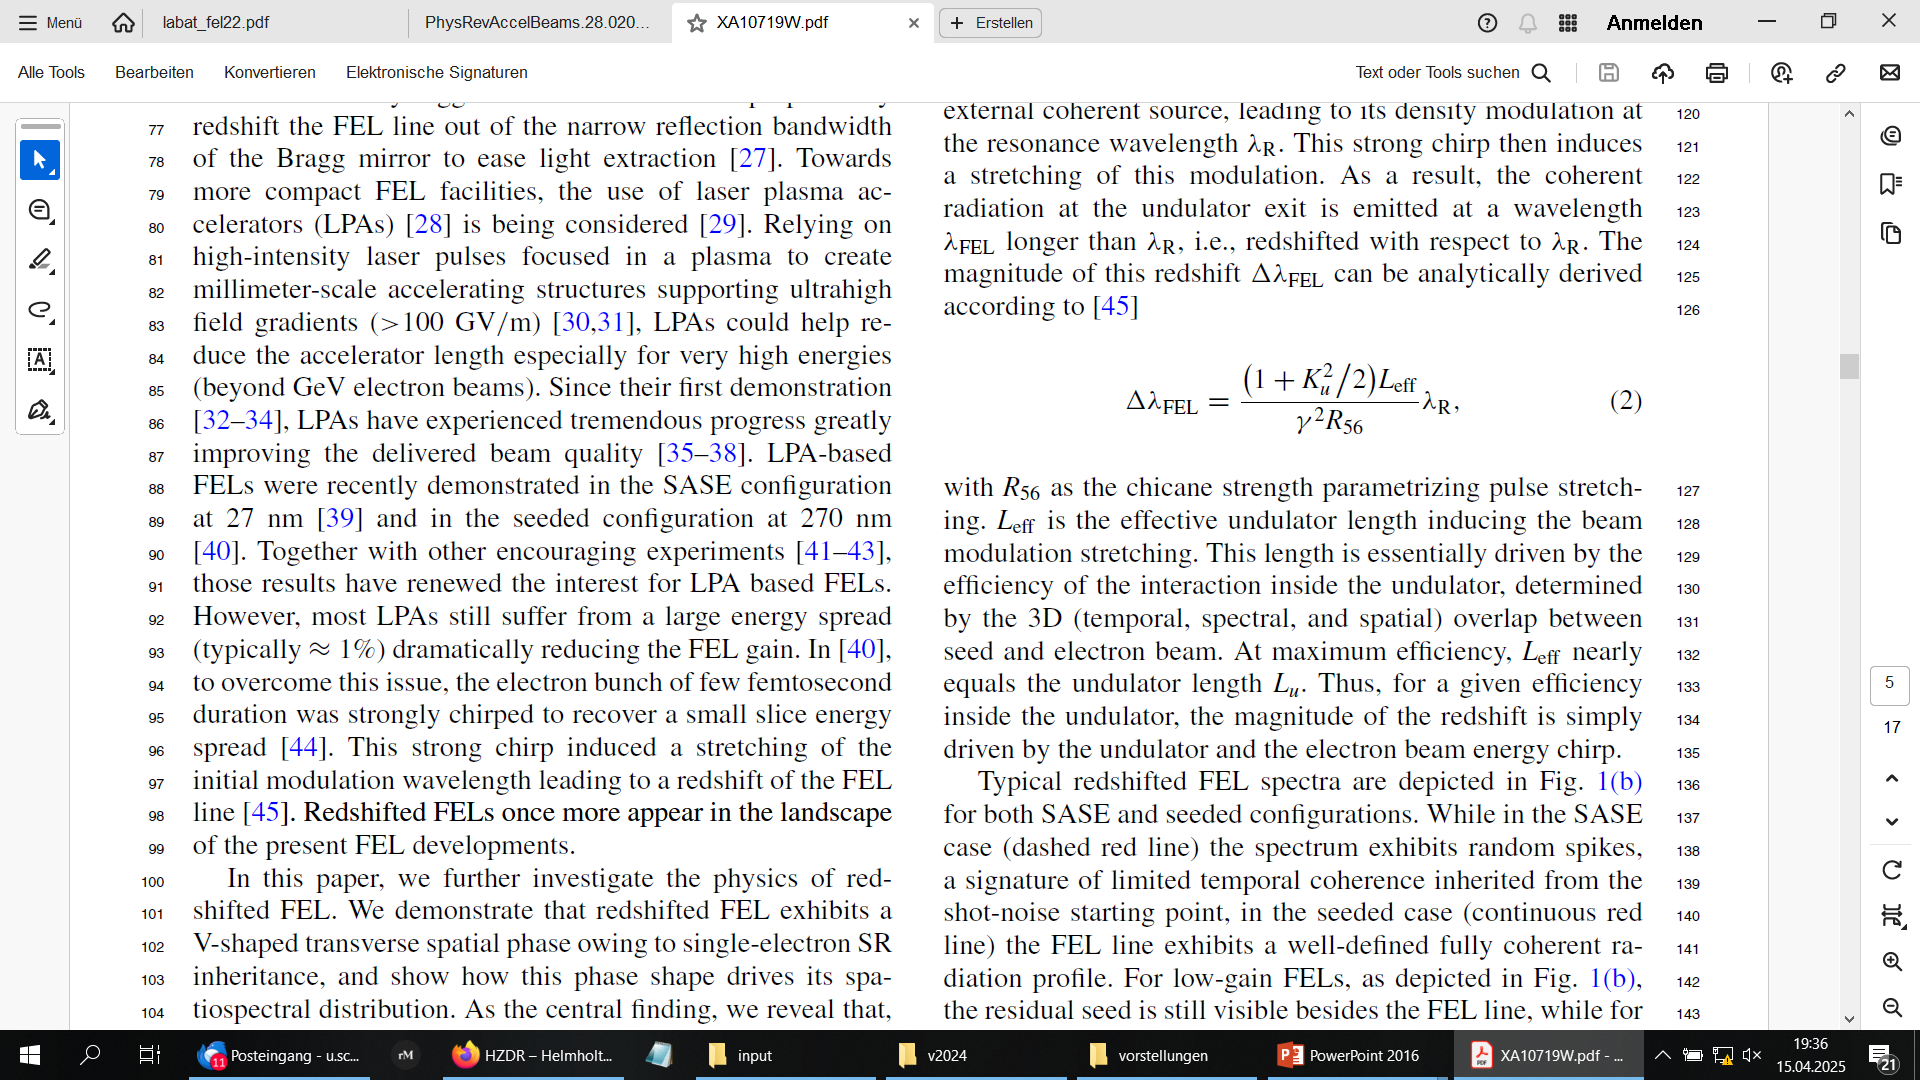 Menü
labat_fel22.pdf
PhysRevAccelBeams.28.020...
XA10719W.pdf
Erstellen
Anmelden
Alle Tools
Bearbeiten
Konvertieren
Elektronische Signaturen
Text oder Tools suchen
77 redshift the FEL line out of the narrow reflection bandwidth
78 of the Bragg mirror to ease light extraction [27]. Towards
79 more compact FEL facilities, the use of laser plasma ac-
80 celerators (LPAs) [28] is being considered [29]. Relying on
81 high-intensity laser pulses focused in a plasma to create
82 millimeter-scale accelerating structures supporting ultrahigh
83 field gradients (>100 GV/m) [30,31], LPAs could help re-
84 duce the accelerator length especially for very high energies
85 (beyond GeV electron beams). Since their first demonstration
86 [32–34], LPAs have experienced tremendous progress greatly
87 improving the delivered beam quality [35–38]. LPA-based
88 FELs were recently demonstrated in the SASE configuration
89 at 27 nm [39] and in the seeded configuration at 270 nm
90 [40]. Together with other encouraging experiments [41–43],
91 those results have renewed the interest for LPA based FELs.
92 However, most LPAs still suffer from a large energy spread
93 (typically ≈ 1%) dramatically reducing the FEL gain. In [40],
94 to overcome this issue, the electron bunch of few femtosecond
95 duration was strongly chirped to recover a small slice energy
96 spread [44]. This strong chirp induced a stretching of the
97 initial modulation wavelength leading to a redshift of the FEL
98 line [45]. Redshifted FELs once more appear in the landscape
99 of the present FEL developments.
100 In this paper, we further investigate the physics of red-
101 shifted FEL. We demonstrate that redshifted FEL exhibits a
102 V-shaped transverse spatial phase owing to single-electron SR
103 inheritance, and show how this phase shape drives its spa-
104 tiospectral distribution. As the central finding, we reveal that,
external coherent source, leading to its density modulation at 120
the resonance wavelength λR. This strong chirp then induces 121
a stretching of this modulation. As a result, the coherent 122
radiation at the undulator exit is emitted at a wavelength 123
λFEL longer than λR, i.e., redshifted with respect to λR. The 124
magnitude of this redshift ΔλFEL can be analytically derived 125
according to [45] 126
ΔλFEL = (1 + K_u^2/2)Leff / γ^2 R56 λR, (2)
with R56 as the chicane strength parametrizing pulse stretch- 127
ing. Leff is the effective undulator length inducing the beam 128
modulation stretching. This length is essentially driven by the 129
efficiency of the interaction inside the undulator, determined 130
by the 3D (temporal, spectral, and spatial) overlap between 131
seed and electron beam. At maximum efficiency, Leff nearly 132
equals the undulator length Lu. Thus, for a given efficiency 133
inside the undulator, the magnitude of the redshift is simply 134
driven by the undulator and the electron beam energy chirp. 135
Typical redshifted FEL spectra are depicted in Fig. 1(b) 136
for both SASE and seeded configurations. While in the SASE 137
case (dashed red line) the spectrum exhibits random spikes, 138
a signature of limited temporal coherence inherited from the 139
shot-noise starting point, in the seeded case (continuous red 140
line) the FEL line exhibits a well-defined fully coherent ra- 141
diation profile. For low-gain FELs, as depicted in Fig. 1(b), 142
the residual seed is still visible besides the FEL line, while for 143
5
17
11
Posteingang - u.sc...
rM
HZDR – Helmholt...
input
v2024
vorstellungen
PowerPoint 2016
XA10719W.pdf - ...
19:36
15.04.2025
21